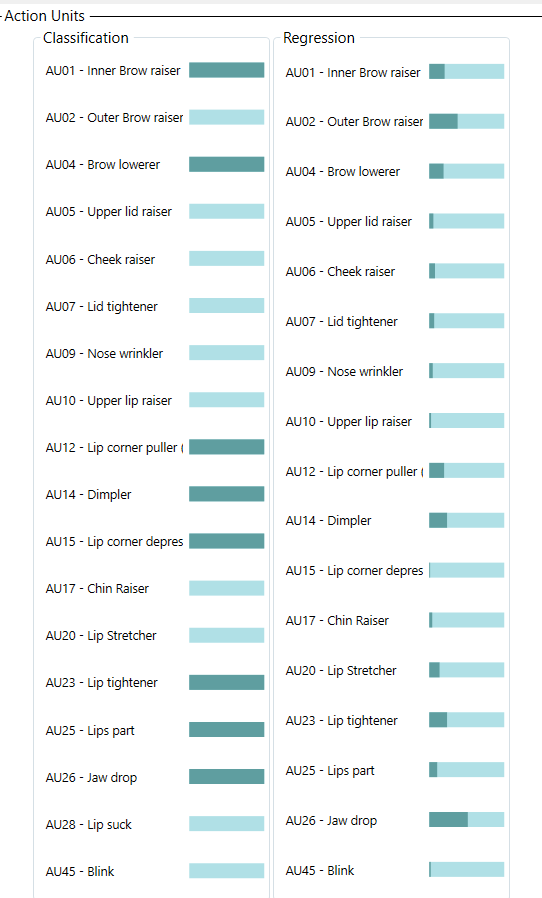 Action Units
Classification
AU01 - Inner Brow raiser
AU02 - Outer Brow raiser
AU04 - Brow lowerer
AU05 - Upper lid raiser
AU06 - Cheek raiser
AU07 - Lid tightener
AU09 - Nose wrinkler
AU10 - Upper lip raiser
AU12 - Lip corner puller (
AU14 - Dimpler
AU15 - Lip corner depres
AU17 - Chin Raiser
AU20 - Lip Stretcher
AU23 - Lip tightener
AU25 - Lips part
AU26 - Jaw drop
AU28 - Lip suck
AU45 - Blink
Regression
AU01 - Inner Brow raiser
AU02 - Outer Brow raiser
AU04 - Brow lowerer
AU05 - Upper lid raiser
AU06 - Cheek raiser
AU07 - Lid tightener
AU09 - Nose wrinkler
AU10 - Upper lip raiser
AU12 - Lip corner puller (
AU14 - Dimpler
AU15 - Lip corner depres
AU17 - Chin Raiser
AU20 - Lip Stretcher
AU23 - Lip tightener
AU25 - Lips part
AU26 - Jaw drop
AU45 - Blink